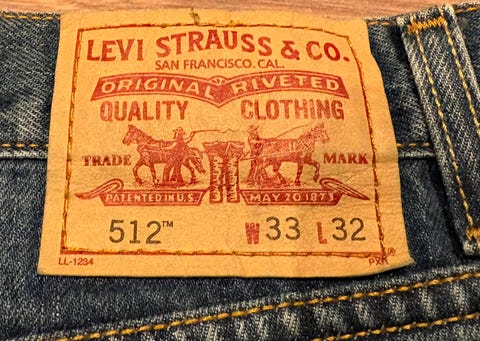 LEVI STRAUSS & CO.
SAN FRANCISCO, CAL.
ORIGINAL RIVETED
QUALITY CLOTHING
TRADE MARK
PATENTED IN U.S. MAY 20 1873
512™ W 33 L 32
LL-1234 PXR®